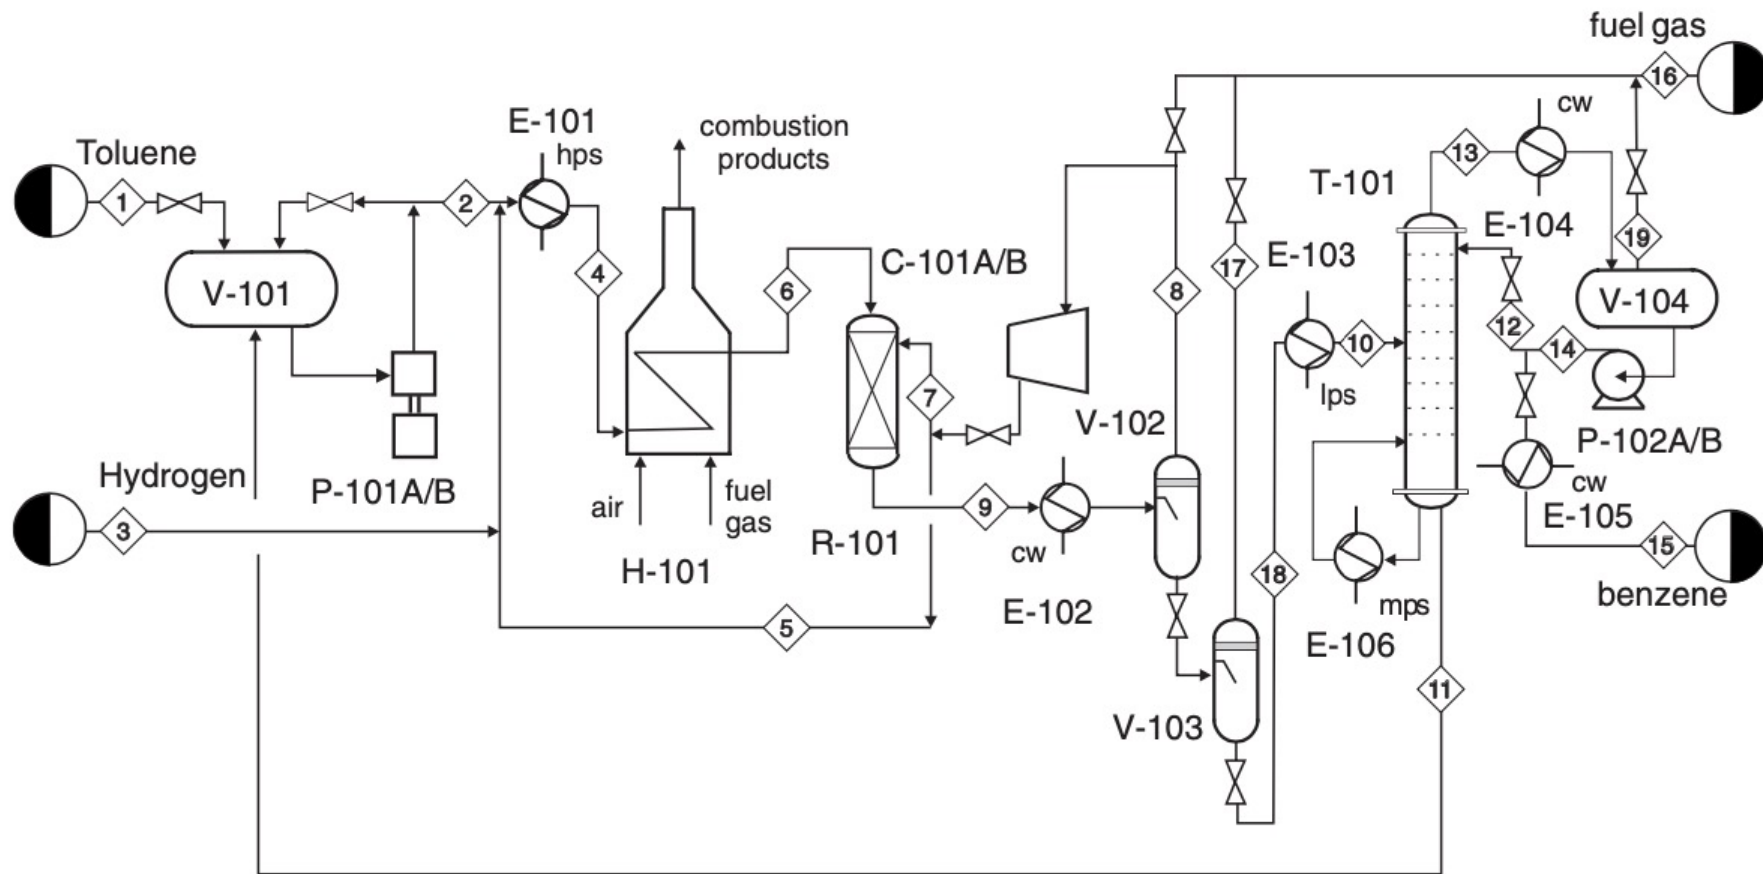 fuel gas
16
E-101
hps
combustion
products
cw
Toluene
13
1
2
T-101
E-104
19
E-103
C-101A/B
4
6
17
8
V-101
V-104
12
10
14
7
lps
V-102
P-102A/B
Hydrogen
P-101A/B
air
fuel
gas
9
cw
E-105
3
R-101
cw
15
H-101
18
benzene
E-102
mps
5
E-106
11
V-103